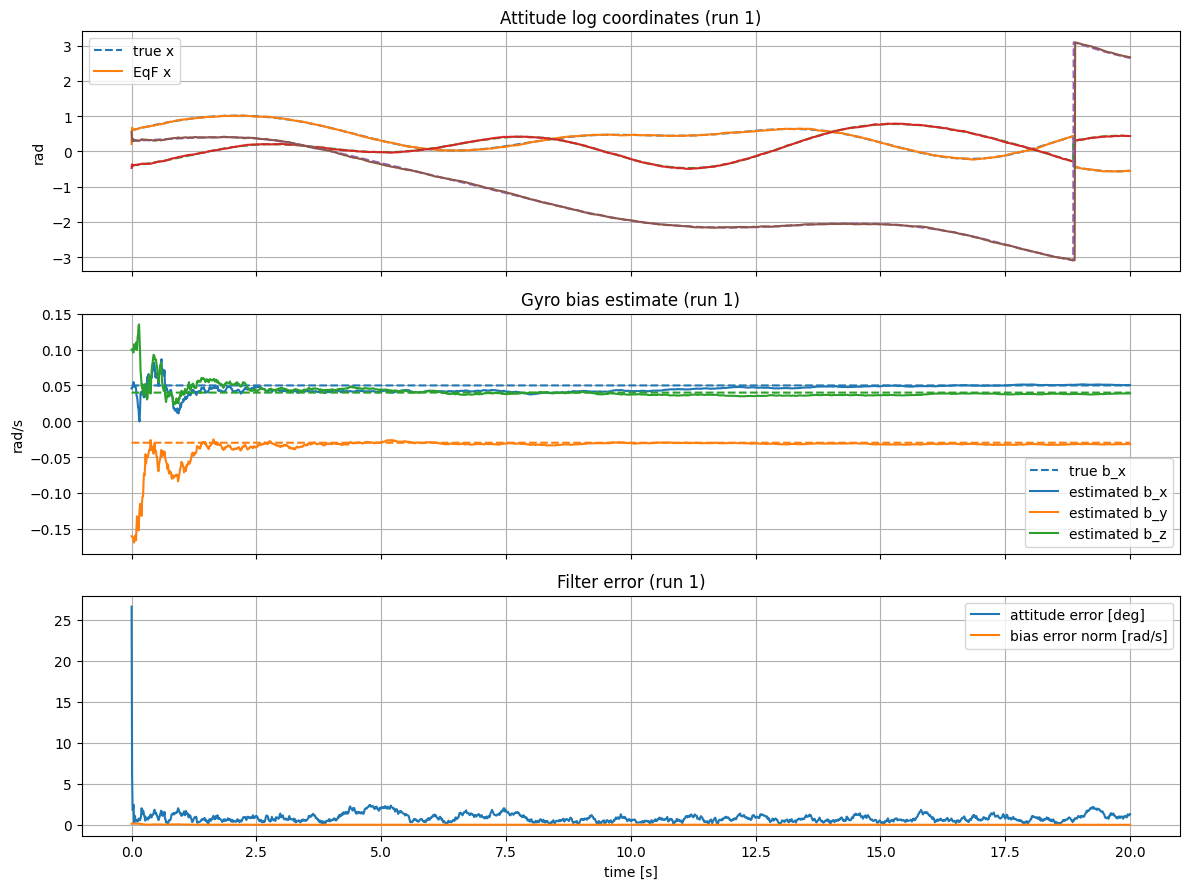 Attitude log coordinates (run 1)
true x
EqF x
3
2
1
0
−1
−2
−3
rad
Gyro bias estimate (run 1)
0.15
0.10
0.05
0.00
−0.05
−0.10
−0.15
rad/s
true b_x
estimated b_x
estimated b_y
estimated b_z
Filter error (run 1)
attitude error [deg]
bias error norm [rad/s]
25
20
15
10
5
0
0.0 2.5 5.0 7.5 10.0 12.5 15.0 17.5 20.0
time [s]